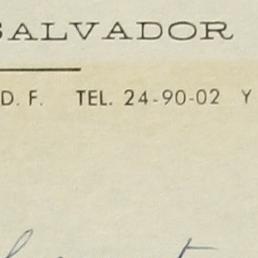 SALVADOR
D. F. TEL. 24-90-02 Y